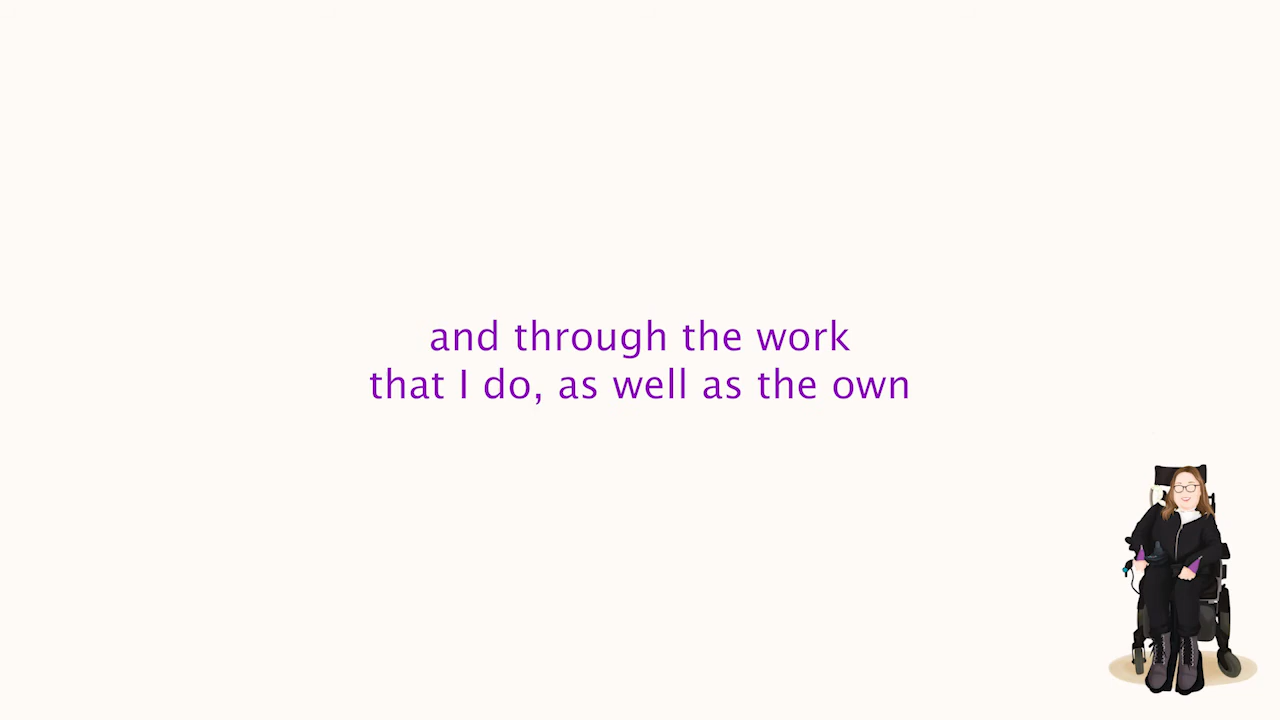 and through the work
that I do, as well as the own